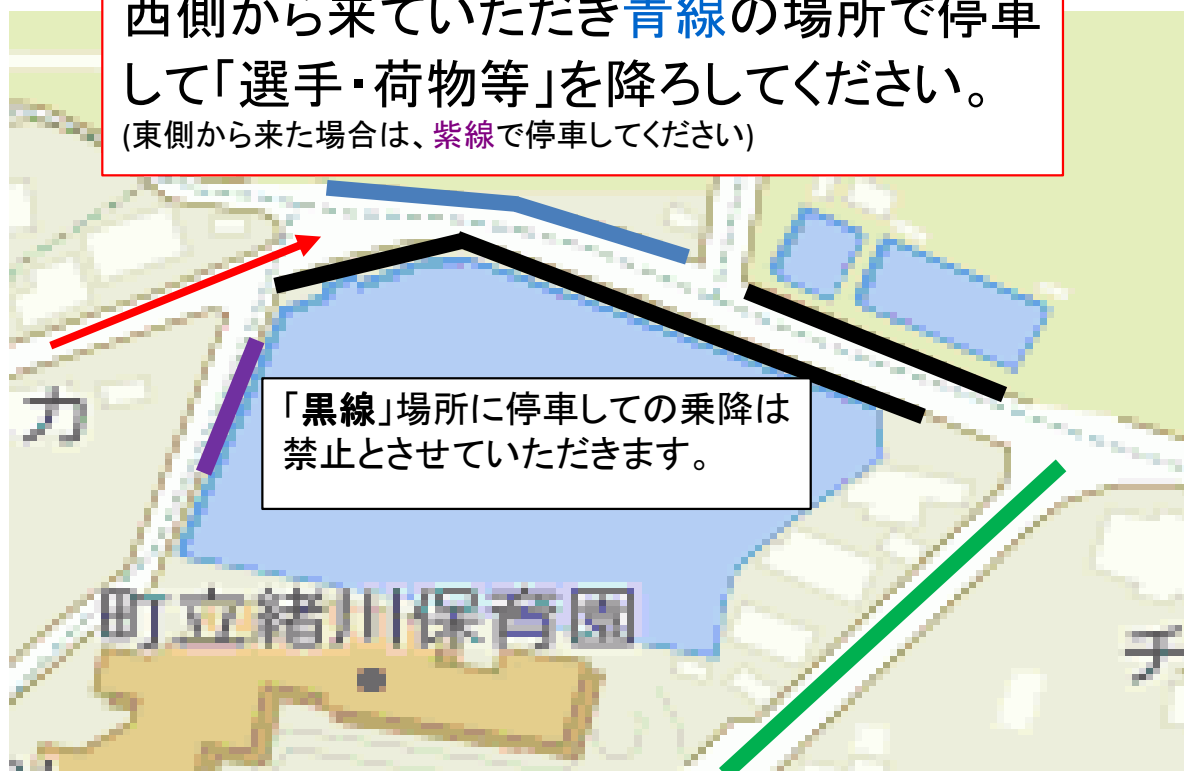 西側から来ていただき青線の場所で停車
して「選手・荷物等」を降ろしてください。
(東側から来た場合は、紫線で停車してください)
「黒線」場所に停車しての乗降は
禁止とさせていただきます。
カ
町立緒川保育園
チ